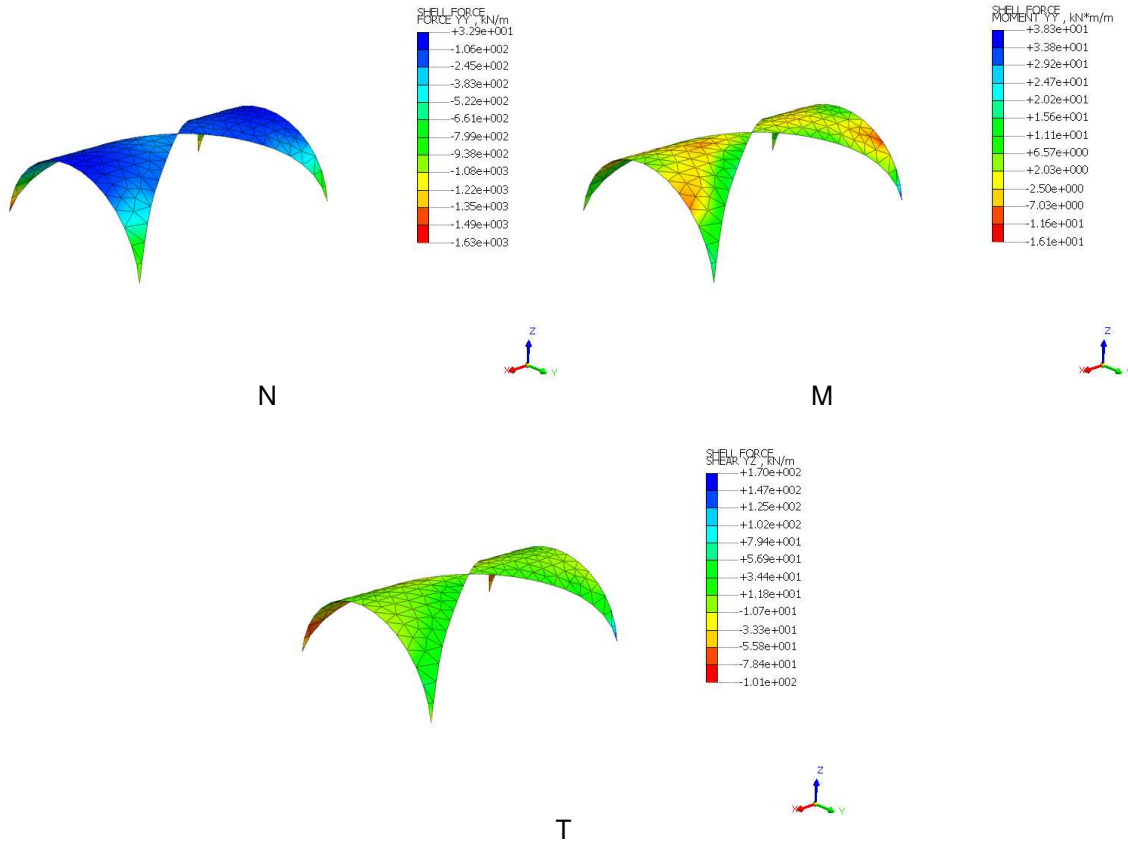 SHELL FORCE
FORCE YY , kN/m
+3.29e+001
-1.06e+002
-2.45e+002
-3.83e+002
-5.22e+002
-6.61e+002
-7.99e+002
-9.38e+002
-1.08e+003
-1.22e+003
-1.35e+003
-1.49e+003
-1.63e+003
Z
X
Y
N
SHELL FORCE
MOMENT YY , kN*m/m
+3.83e+001
+3.38e+001
+2.92e+001
+2.47e+001
+2.02e+001
+1.56e+001
+1.11e+001
+6.57e+000
+2.03e+000
-2.50e+000
-7.03e+000
-1.16e+001
-1.61e+001
Z
X
Y
M
SHELL FORCE
SHEAR YZ , kN/m
+1.70e+002
+1.47e+002
+1.25e+002
+1.02e+002
+7.94e+001
+5.69e+001
+3.44e+001
+1.18e+001
-1.07e+001
-3.33e+001
-5.58e+001
-7.84e+001
-1.01e+002
Z
X
Y
T